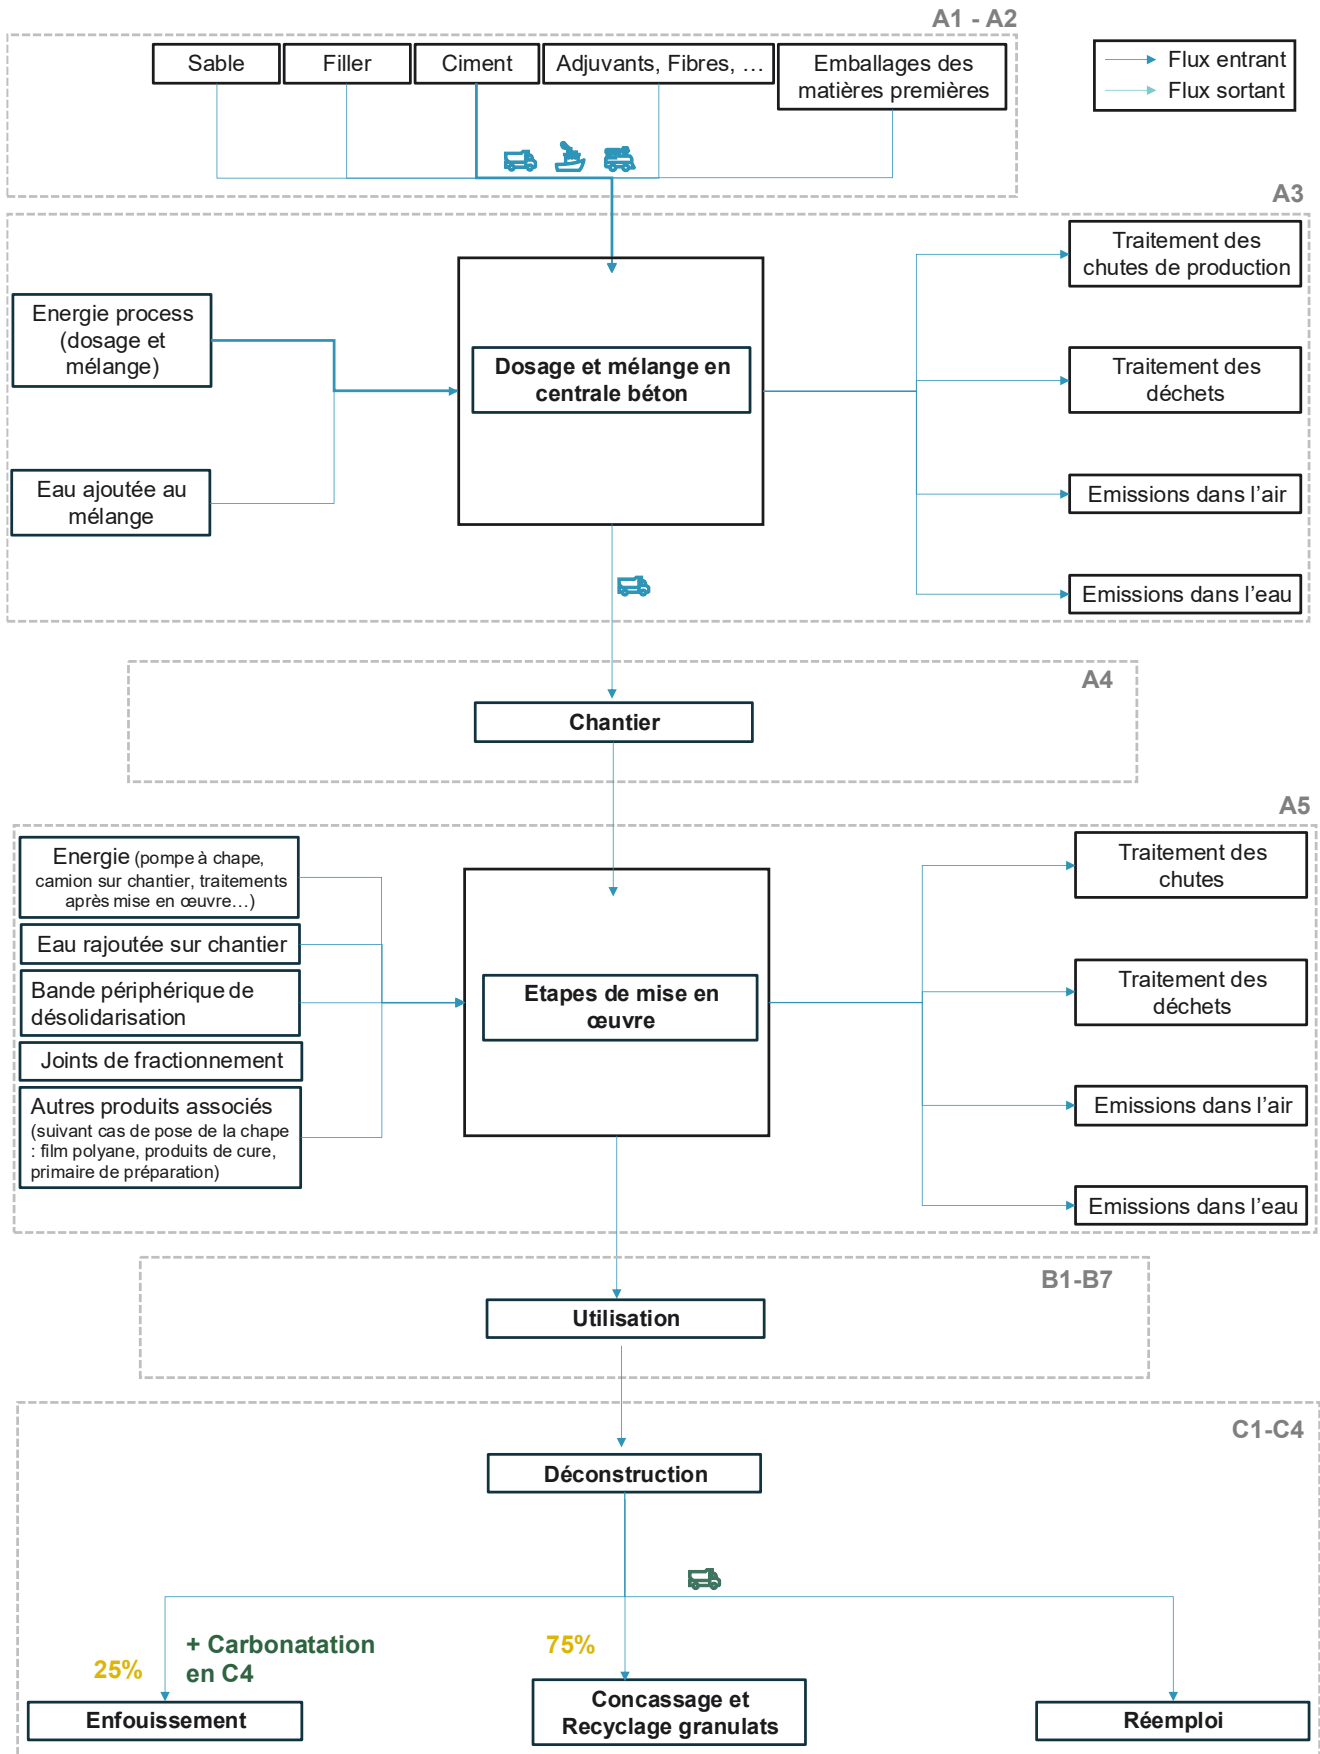 A1 - A2
Sable
Filler
Ciment
Adjuvants, Fibres, …
Emballages des
matières premières
Flux entrant
Flux sortant
A3
Energie process
(dosage et
mélange)
Eau ajoutée au
mélange
Dosage et mélange en
centrale béton
Traitement des
chutes de production
Traitement des
déchets
Emissions dans l’air
Emissions dans l’eau
A4
Chantier
A5
Energie (pompe à chape,
camion sur chantier, traitements
après mise en œuvre…)
Eau rajoutée sur chantier
Bande périphérique de
désolidarisation
Joints de fractionnement
Autres produits associés
(suivant cas de pose de la chape
: film polyane, produits de cure,
primaire de préparation)
Etapes de mise en
œuvre
Traitement des
chutes
Traitement des
déchets
Emissions dans l’air
Emissions dans l’eau
B1-B7
Utilisation
C1-C4
Déconstruction
25%
+ Carbonatation
en C4
75%
Enfouissement
Concassage et
Recyclage granulats
Réemploi